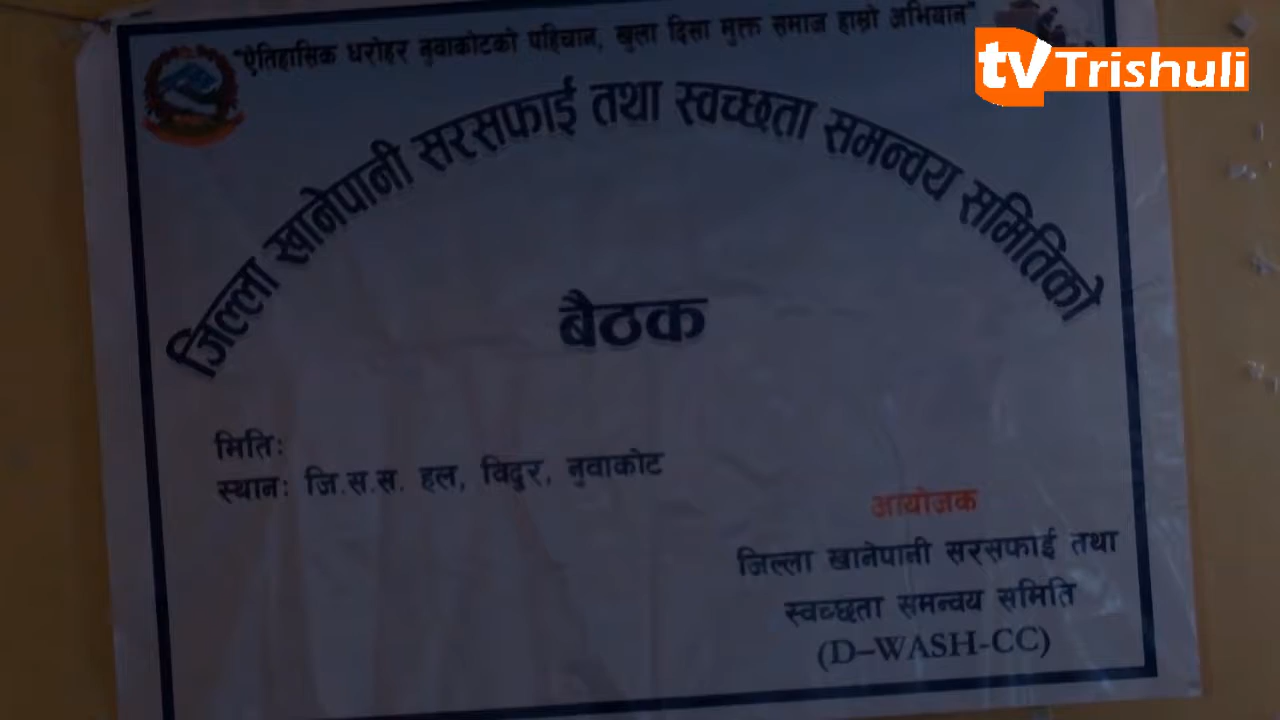 "ऐतिहासिक धरोहर नुवाकोटको पहिचान, खुला दिसा मुक्त समाज हाम्रो अभियान"
tv Trishuli
जिल्ला खानेपानी सरसफाई तथा स्वच्छता समन्वय समितिको
बैठक
मितिः
स्थानः जि.स.स. हल, विदुर, नुवाकोट
आयोजक
जिल्ला खानेपानी सरसफाई तथा
स्वच्छता समन्वय समिति
(D–WASH-CC)